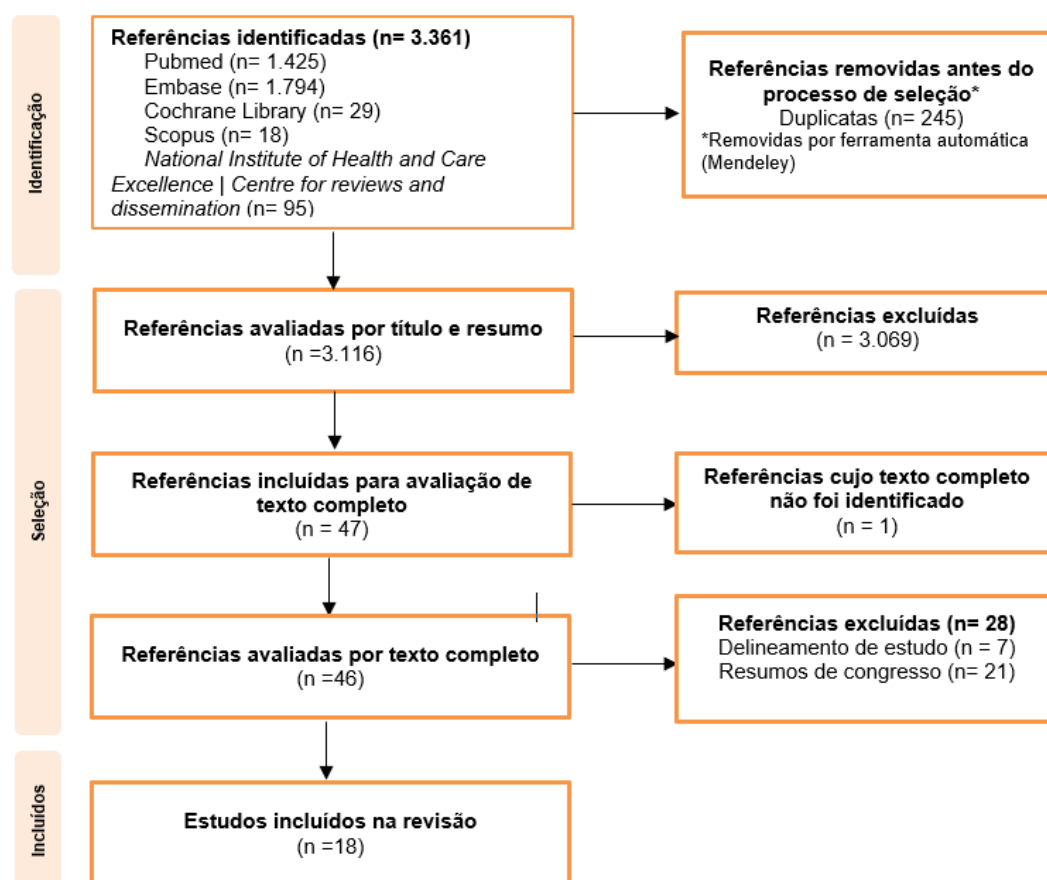 Identificação
Referências identificadas (n= 3.361)
Pubmed (n= 1.425)
Embase (n= 1.794)
Cochrane Library (n= 29)
Scopus (n= 18)
National Institute of Health and Care
Excellence | Centre for reviews and
dissemination (n= 95)
Referências removidas antes do
processo de seleção*
Duplicatas (n= 245)
*Removidas por ferramenta automática
(Mendeley)
Seleção
Referências avaliadas por título e resumo
(n =3.116)
Referências excluídas
(n = 3.069)
Referências incluídas para avaliação de
texto completo
(n = 47)
Referências cujo texto completo
não foi identificado
(n = 1)
Referências avaliadas por texto completo
(n =46)
Referências excluídas (n= 28)
Delineamento de estudo (n = 7)
Resumos de congresso (n= 21)
Incluídos
Estudos incluídos na revisão
(n =18)